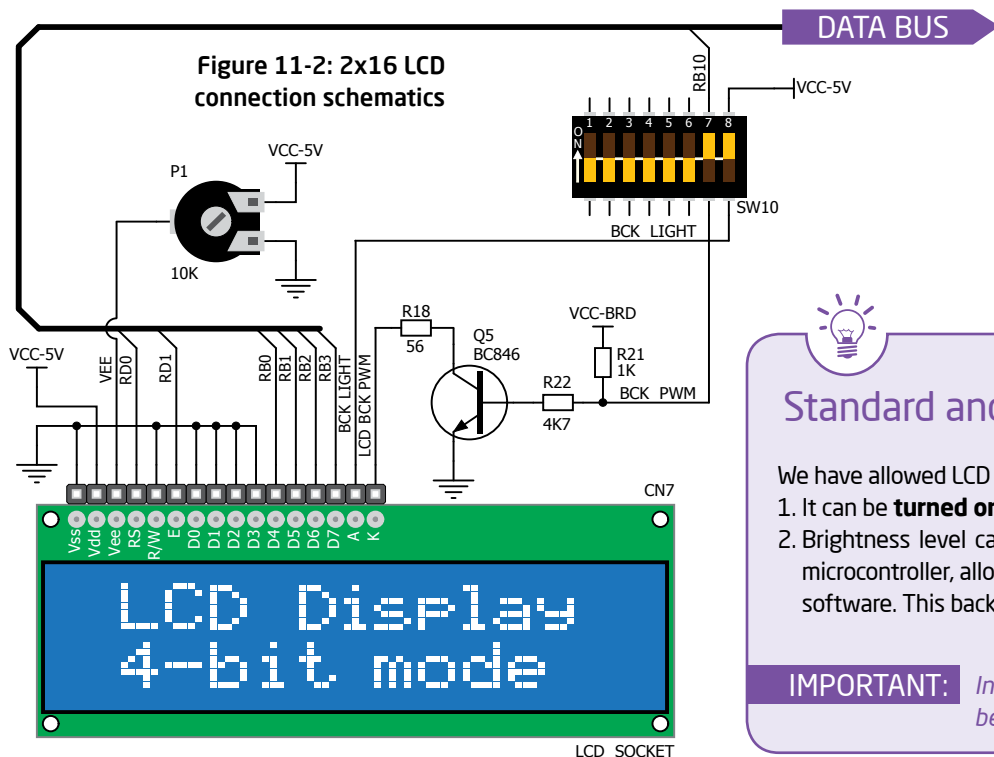 DATA BUS
Figure 11-2: 2x16 LCD
connection schematics
RB10
VCC-5V
1 2 3 4 5 6 7 8
ON
SW10
BCK LIGHT
VCC-5V
P1
10K
R18
56
Q5
BC846
VCC-BRD
R21
1K
R22
4K7
BCK PWM
VCC-5V
VEE
RD0
RD1
RB0
RB1
RB2
RB3
BCK LIGHT
LCD BCK PWM
CN7
Vss
Vdd
Vee
RS
R/W
E
D0
D1
D2
D3
D4
D5
D6
D7
A
K
LCD Display
4-bit mode
LCD SOCKET
Standard and
We have allowed LCD
1. It can be turned on
2. Brightness level ca
microcontroller, allo
software. This back
IMPORTANT:
In
be